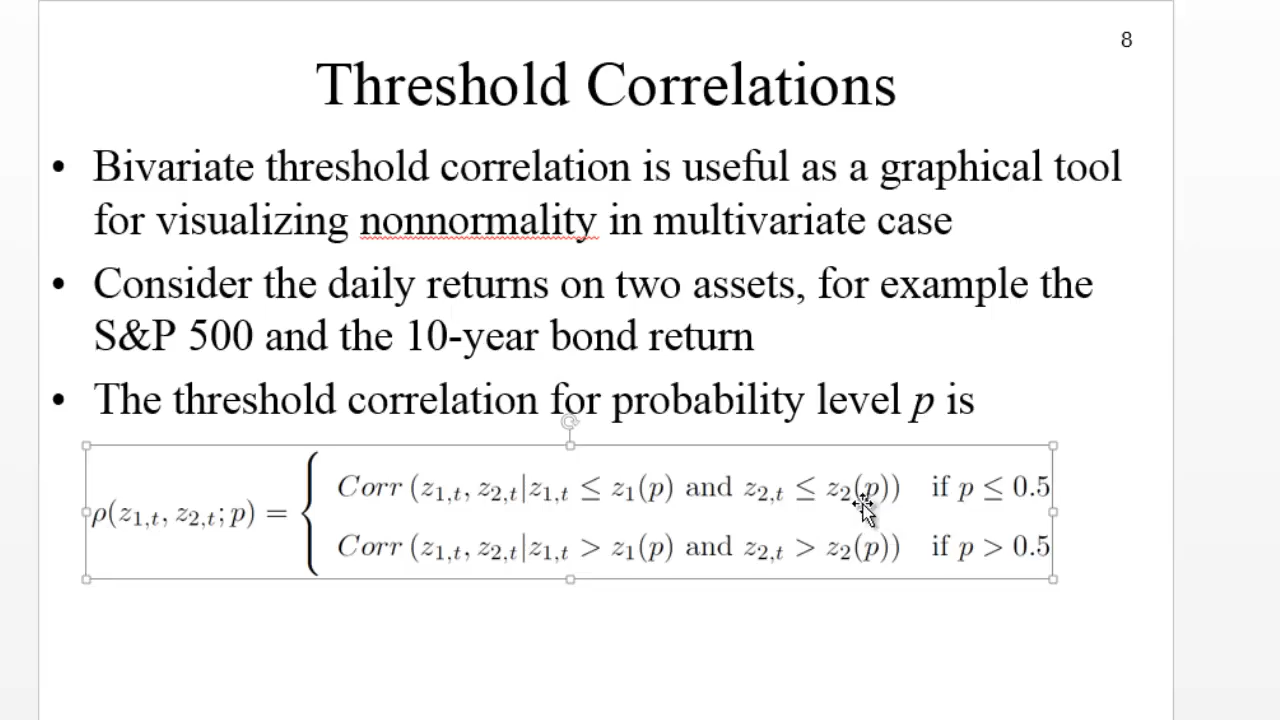 8
Threshold Correlations
• Bivariate threshold correlation is useful as a graphical tool
for visualizing nonnormality in multivariate case
• Consider the daily returns on two assets, for example the
S&P 500 and the 10-year bond return
• The threshold correlation for probability level p is
ρ(z₁,ₜ, z₂,ₜ; p) = {
Corr (z₁,ₜ, z₂,ₜ|z₁,ₜ ≤ z₁(p) and z₂,ₜ ≤ z₂(p)) if p ≤ 0.5
Corr (z₁,ₜ, z₂,ₜ|z₁,ₜ > z₁(p) and z₂,ₜ > z₂(p)) if p > 0.5